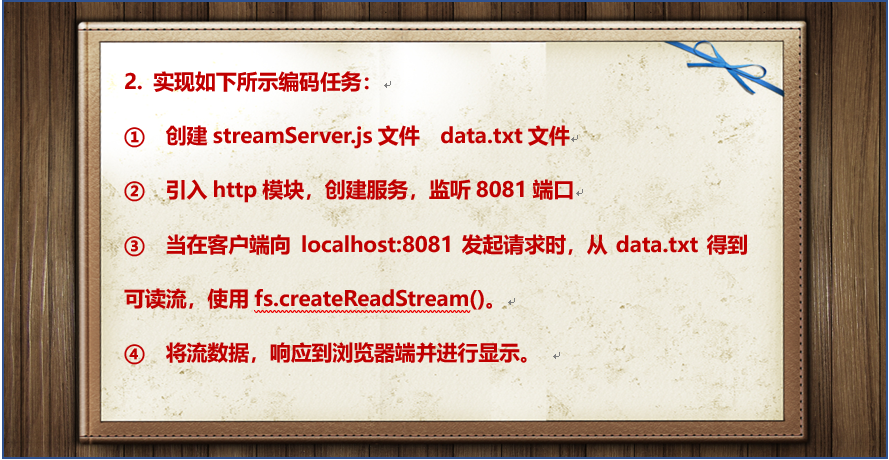 2. 实现如下所示编码任务：
① 创建 streamServer.js 文件 data.txt 文件
② 引入 http 模块，创建服务，监听 8081 端口
③ 当在客户端向 localhost:8081 发起请求时，从 data.txt 得到
可读流，使用 fs.createReadStream()。
④ 将流数据，响应到浏览器端并进行显示。